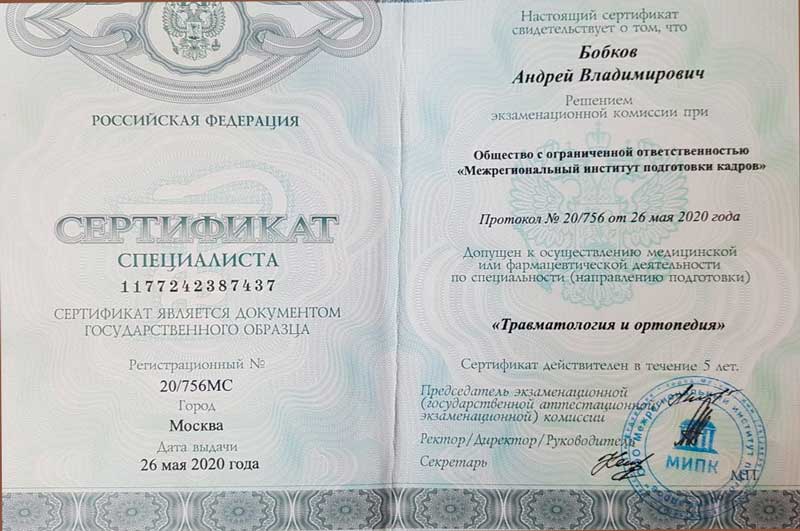 РОССИЙСКАЯ ФЕДЕРАЦИЯ
СЕРТИФИКАТ
СПЕЦИАЛИСТА
1177242387437
СЕРТИФИКАТ ЯВЛЯЕТСЯ ДОКУМЕНТОМ
ГОСУДАРСТВЕННОГО ОБРАЗЦА
Регистрационный №
20/756МС
Город
Москва
Дата выдачи
26 мая 2020 года
Настоящий сертификат
свидетельствует о том, что
Бобков
Андрей Владимирович
Решением
экзаменационной комиссии при
Общество с ограниченной ответственностью
«Межрегиональный институт подготовки кадров»
Протокол № 20/756 от 26 мая 2020 года
Допущен к осуществлению медицинской
или фармацевтической деятельности
по специальности (направлению подготовки)
«Травматология и ортопедия»
Сертификат действителен в течение 5 лет.
Председатель экзаменационной
(государственной аттестационной,
экзаменационной) комиссии
Ректор/Директор/Руководитель
Секретарь
М.П.
МИПК